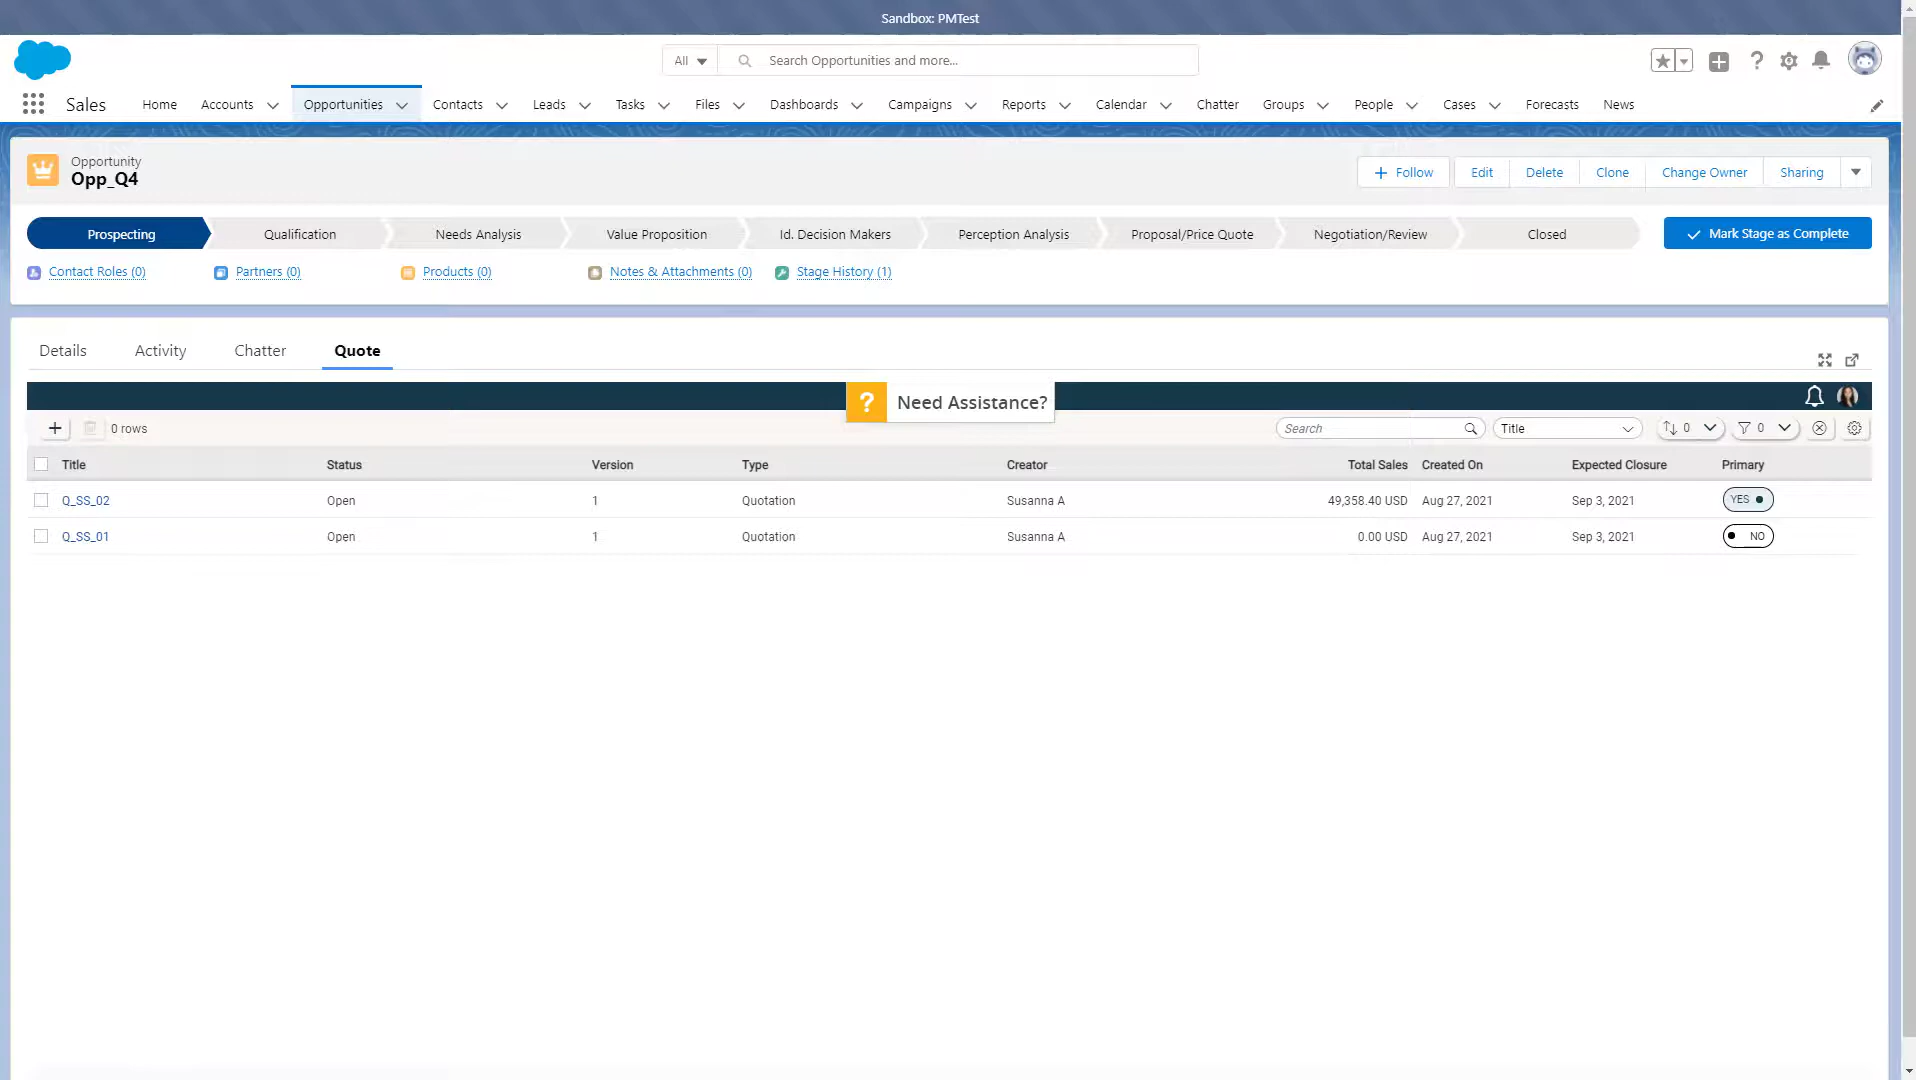 Sandbox: PMTest
All Search Opportunities and more...
Sales Home Accounts Opportunities Contacts Leads Tasks Files Dashboards Campaigns Reports Calendar Chatter Groups People Cases Forecasts News
Opportunity
Opp_Q4
Follow Edit Delete Clone Change Owner Sharing
Prospecting Qualification Needs Analysis Value Proposition Id. Decision Makers Perception Analysis Proposal/Price Quote Negotiation/Review Closed Mark Stage as Complete
Contact Roles (0) Partners (0) Products (0) Notes & Attachments (0) Stage History (1)
Details Activity Chatter Quote
? Need Assistance?
0 rows Search Title 0 0
Title Status Version Type Creator Total Sales Created On Expected Closure Primary
Q_SS_02 Open 1 Quotation Susanna A 49,358.40 USD Aug 27, 2021 Sep 3, 2021 YES
Q_SS_01 Open 1 Quotation Susanna A 0.00 USD Aug 27, 2021 Sep 3, 2021 NO